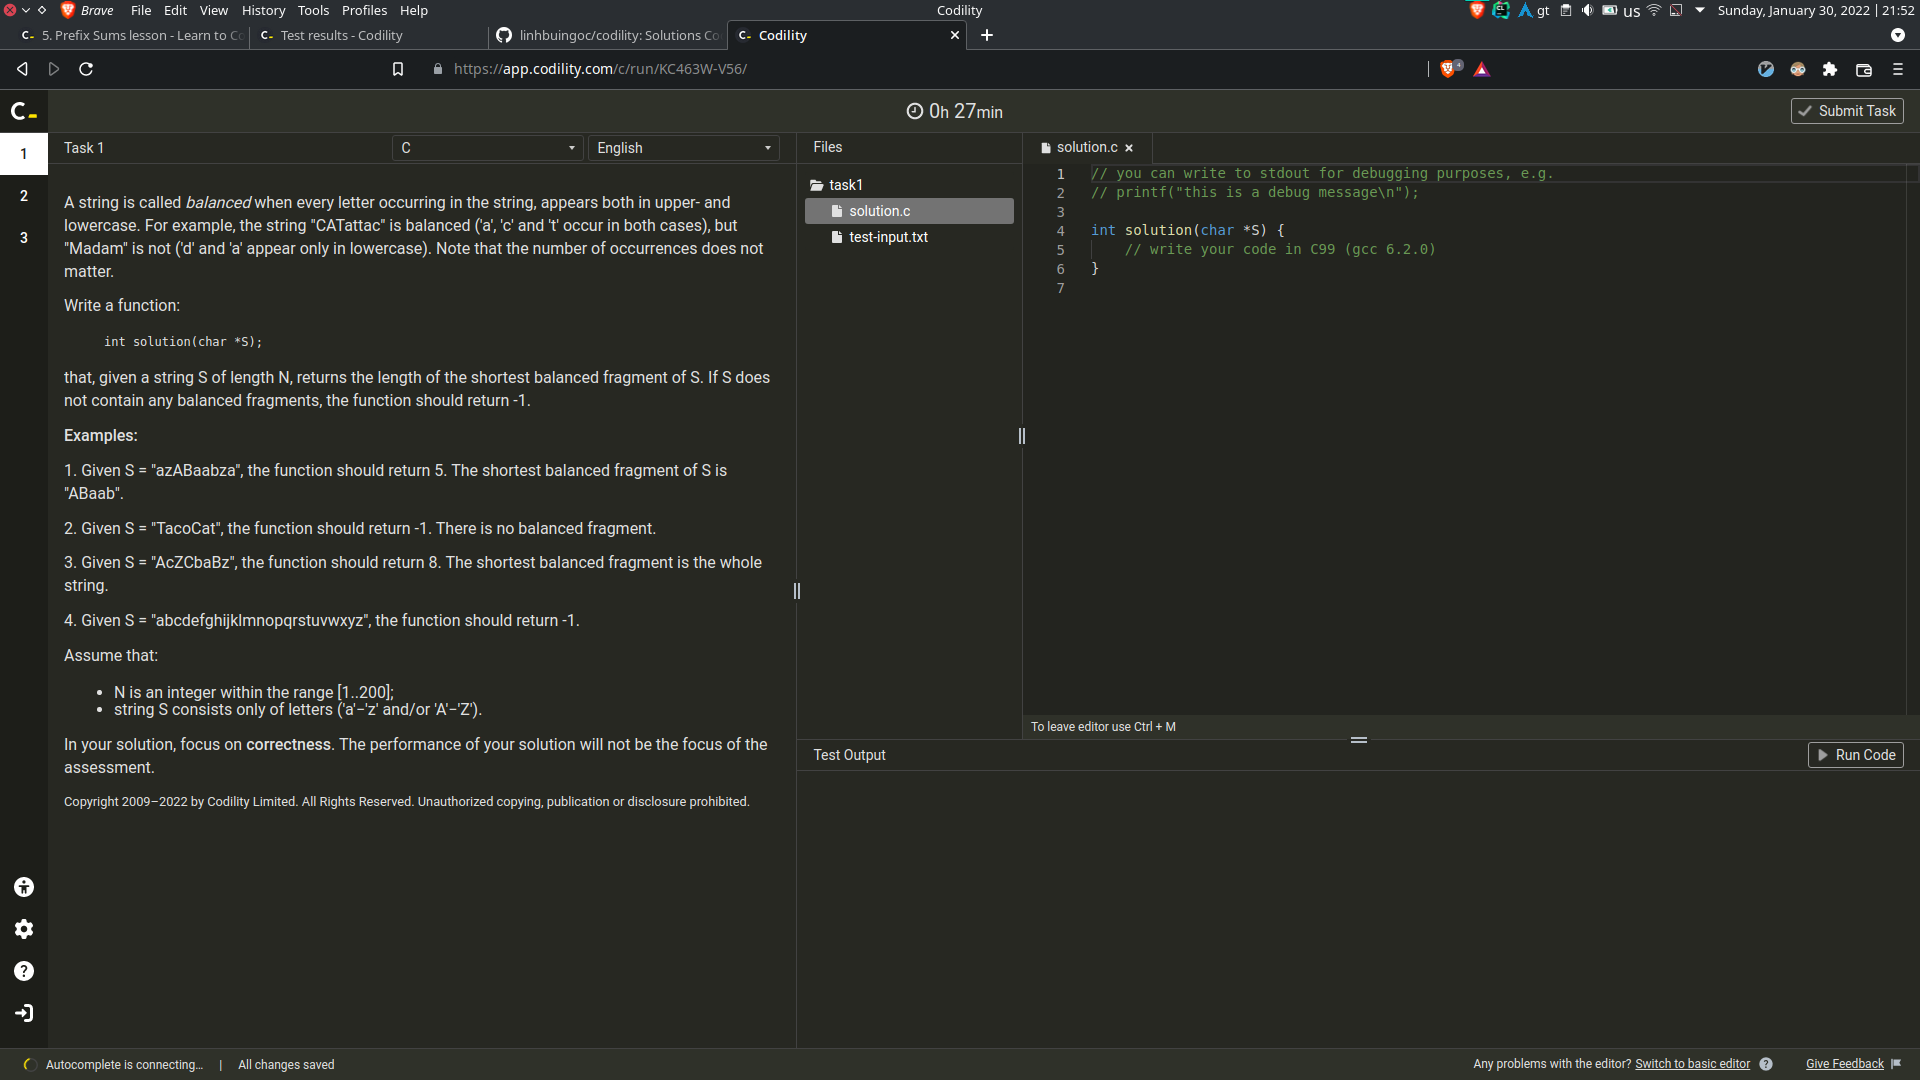 Brave File Edit View History Tools Profiles Help
Codility
gt us Sunday, January 30, 2022 | 21:52
5. Prefix Sums lesson - Learn to Co
Test results - Codility
linhbuingoc/codility: Solutions Co
Codility
https://app.codility.com/c/run/KC463W-V56/
4
0h 27min
Submit Task
1
2
3
Task 1
C
English
A string is called balanced when every letter occurring in the string, appears both in upper- and
lowercase. For example, the string "CATattac" is balanced ('a', 'c' and 't' occur in both cases), but
"Madam" is not ('d' and 'a' appear only in lowercase). Note that the number of occurrences does not
matter.
Write a function:
int solution(char *S);
that, given a string S of length N, returns the length of the shortest balanced fragment of S. If S does
not contain any balanced fragments, the function should return -1.
Examples:
1. Given S = "azABaabza", the function should return 5. The shortest balanced fragment of S is
"ABaab".
2. Given S = "TacoCat", the function should return -1. There is no balanced fragment.
3. Given S = "AcZCbaBz", the function should return 8. The shortest balanced fragment is the whole
string.
4. Given S = "abcdefghijklmnopqrstuvwxyz", the function should return -1.
Assume that:
• N is an integer within the range [1..200];
• string S consists only of letters ('a'−'z' and/or 'A'−'Z').
In your solution, focus on correctness. The performance of your solution will not be the focus of the
assessment.
Copyright 2009–2022 by Codility Limited. All Rights Reserved. Unauthorized copying, publication or disclosure prohibited.
Files
task1
solution.c
test-input.txt
solution.c
1 // you can write to stdout for debugging purposes, e.g.
2 // printf("this is a debug message\n");
3
4 int solution(char *S) {
5 // write your code in C99 (gcc 6.2.0)
6 }
7
To leave editor use Ctrl + M
Test Output
Run Code
Autocomplete is connecting... | All changes saved
Any problems with the editor? Switch to basic editor
Give Feedback